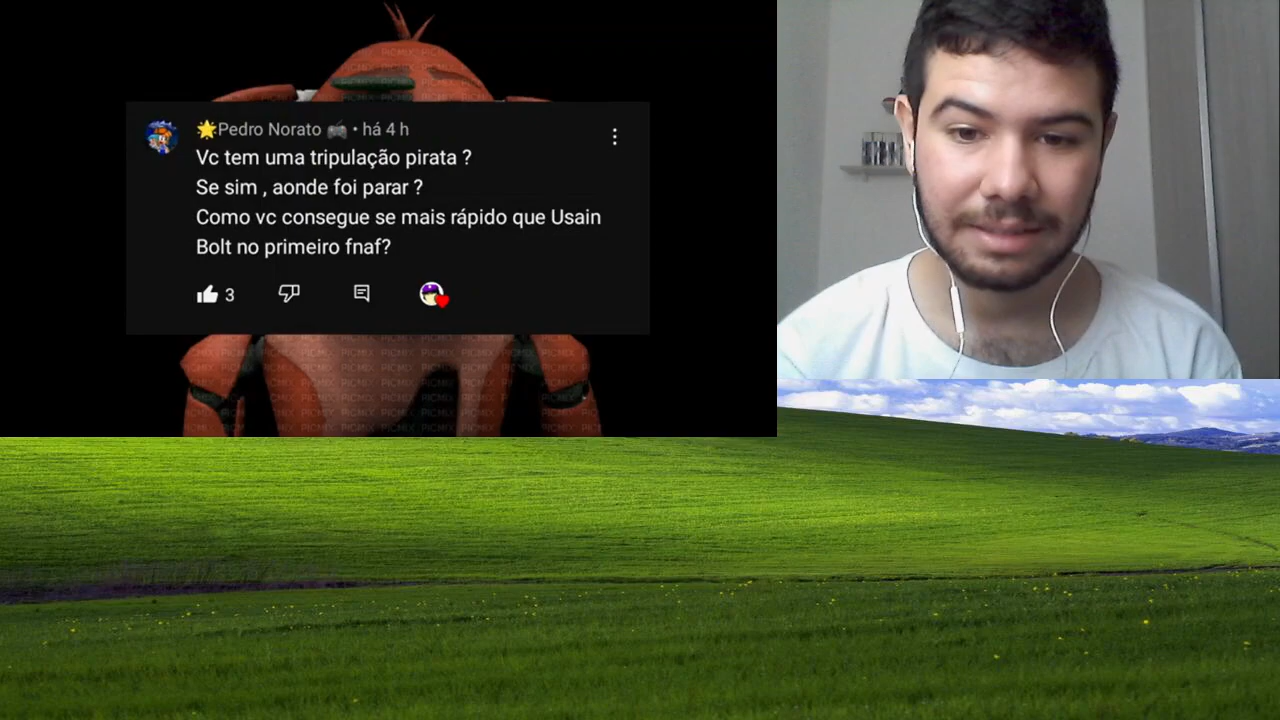 🌟Pedro Norato 🎮 • há 4 h
Vc tem uma tripulação pirata ?
Se sim , aonde foi parar ?
Como vc consegue se mais rápido que Usain
Bolt no primeiro fnaf?
3